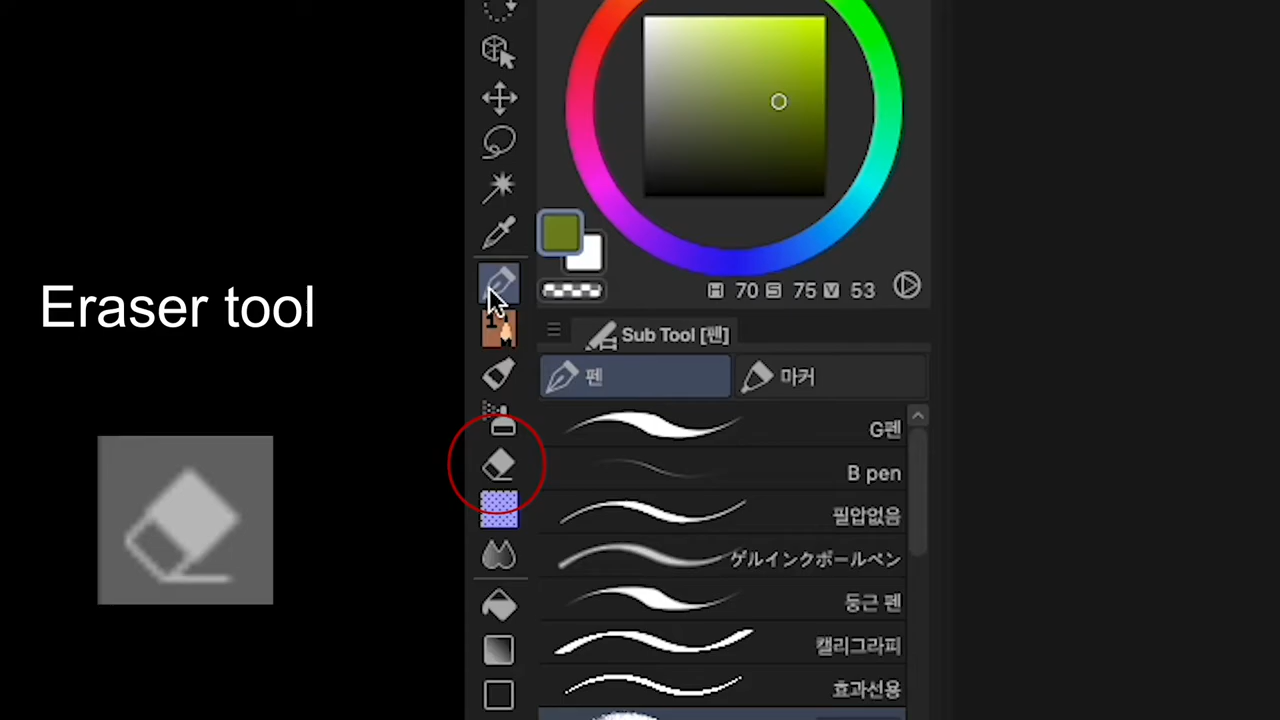 Eraser tool
H 70 S 75 V 53
Sub Tool [펜]
펜
마커
G펜
B pen
필압없음
ゲルインクボールペン
둥근 펜
캘리그라피
효과선용